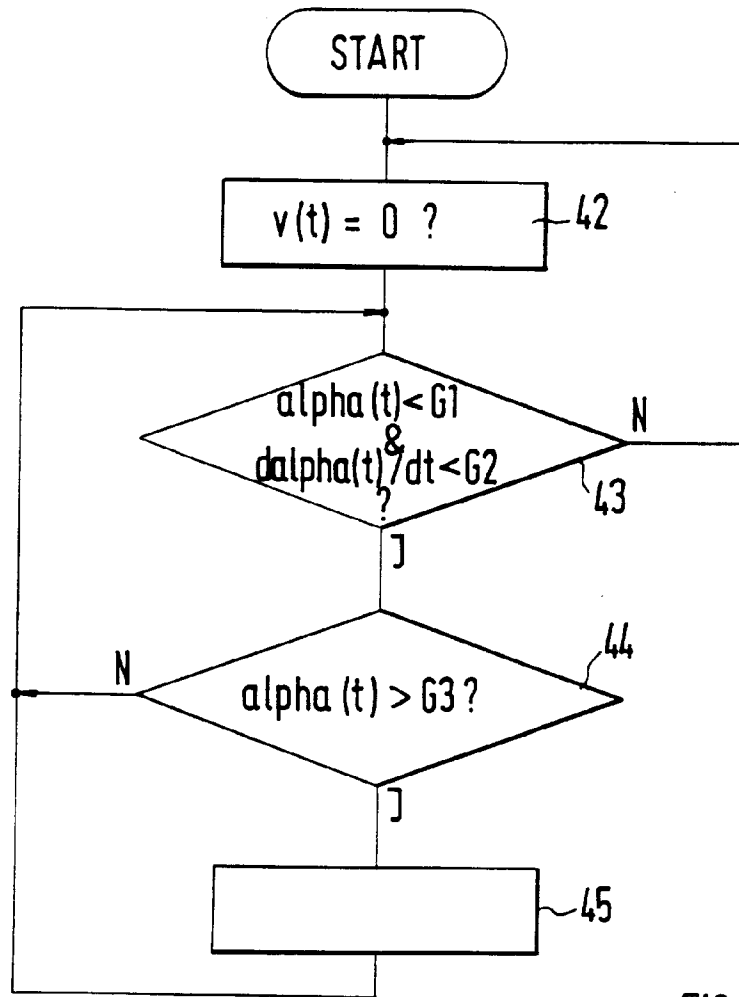 START
v(t) = 0 ?
42
alpha(t)<G1
&
dalpha(t)/dt<G2
?
N
43
J
44
N
alpha(t) > G3?
J
45